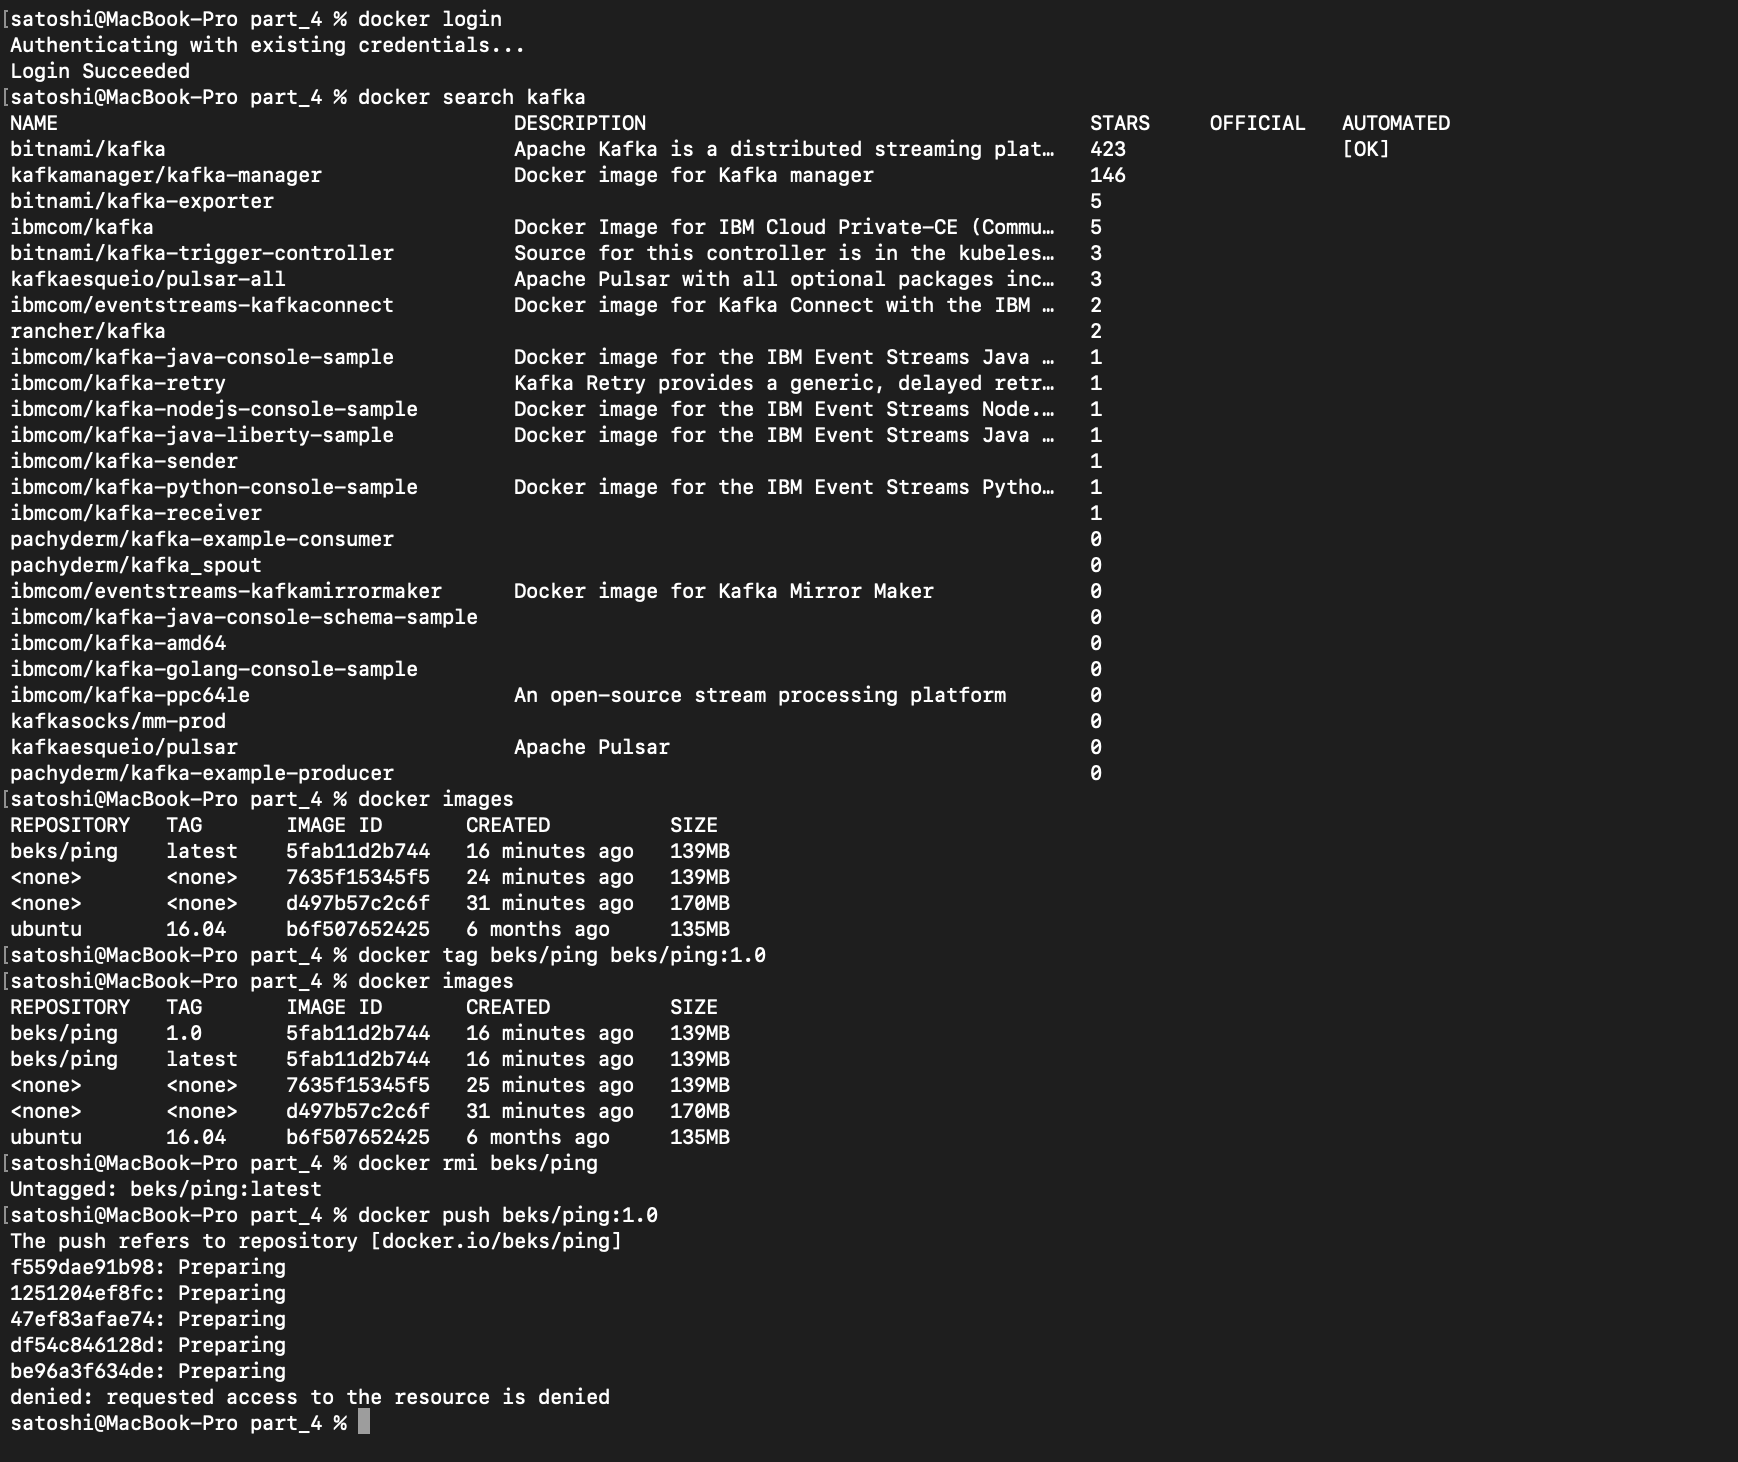 [satoshi@MacBook-Pro part_4 % docker login
Authenticating with existing credentials...
Login Succeeded
[satoshi@MacBook-Pro part_4 % docker search kafka
NAME DESCRIPTION STARS OFFICIAL AUTOMATED
bitnami/kafka Apache Kafka is a distributed streaming plat… 423 [OK]
kafkamanager/kafka-manager Docker image for Kafka manager 146
bitnami/kafka-exporter 5
ibmcom/kafka Docker Image for IBM Cloud Private-CE (Commu… 5
bitnami/kafka-trigger-controller Source for this controller is in the kubeles… 3
kafkaesqueio/pulsar-all Apache Pulsar with all optional packages inc… 3
ibmcom/eventstreams-kafkaconnect Docker image for Kafka Connect with the IBM … 2
rancher/kafka 2
ibmcom/kafka-java-console-sample Docker image for the IBM Event Streams Java … 1
ibmcom/kafka-retry Kafka Retry provides a generic, delayed retr… 1
ibmcom/kafka-nodejs-console-sample Docker image for the IBM Event Streams Node.… 1
ibmcom/kafka-java-liberty-sample Docker image for the IBM Event Streams Java … 1
ibmcom/kafka-sender 1
ibmcom/kafka-python-console-sample Docker image for the IBM Event Streams Pytho… 1
ibmcom/kafka-receiver 1
pachyderm/kafka-example-consumer 0
pachyderm/kafka_spout 0
ibmcom/eventstreams-kafkamirrormaker Docker image for Kafka Mirror Maker 0
ibmcom/kafka-java-console-schema-sample 0
ibmcom/kafka-amd64 0
ibmcom/kafka-golang-console-sample 0
ibmcom/kafka-ppc64le An open-source stream processing platform 0
kafkasocks/mm-prod 0
kafkaesqueio/pulsar Apache Pulsar 0
pachyderm/kafka-example-producer 0
[satoshi@MacBook-Pro part_4 % docker images
REPOSITORY TAG IMAGE ID CREATED SIZE
beks/ping latest 5fab11d2b744 16 minutes ago 139MB
<none> <none> 7635f15345f5 24 minutes ago 139MB
<none> <none> d497b57c2c6f 31 minutes ago 170MB
ubuntu 16.04 b6f507652425 6 months ago 135MB
[satoshi@MacBook-Pro part_4 % docker tag beks/ping beks/ping:1.0
[satoshi@MacBook-Pro part_4 % docker images
REPOSITORY TAG IMAGE ID CREATED SIZE
beks/ping 1.0 5fab11d2b744 16 minutes ago 139MB
beks/ping latest 5fab11d2b744 16 minutes ago 139MB
<none> <none> 7635f15345f5 25 minutes ago 139MB
<none> <none> d497b57c2c6f 31 minutes ago 170MB
ubuntu 16.04 b6f507652425 6 months ago 135MB
[satoshi@MacBook-Pro part_4 % docker rmi beks/ping
Untagged: beks/ping:latest
[satoshi@MacBook-Pro part_4 % docker push beks/ping:1.0
The push refers to repository [docker.io/beks/ping]
f559dae91b98: Preparing
1251204ef8fc: Preparing
47ef83afae74: Preparing
df54c846128d: Preparing
be96a3f634de: Preparing
denied: requested access to the resource is denied
satoshi@MacBook-Pro part_4 %